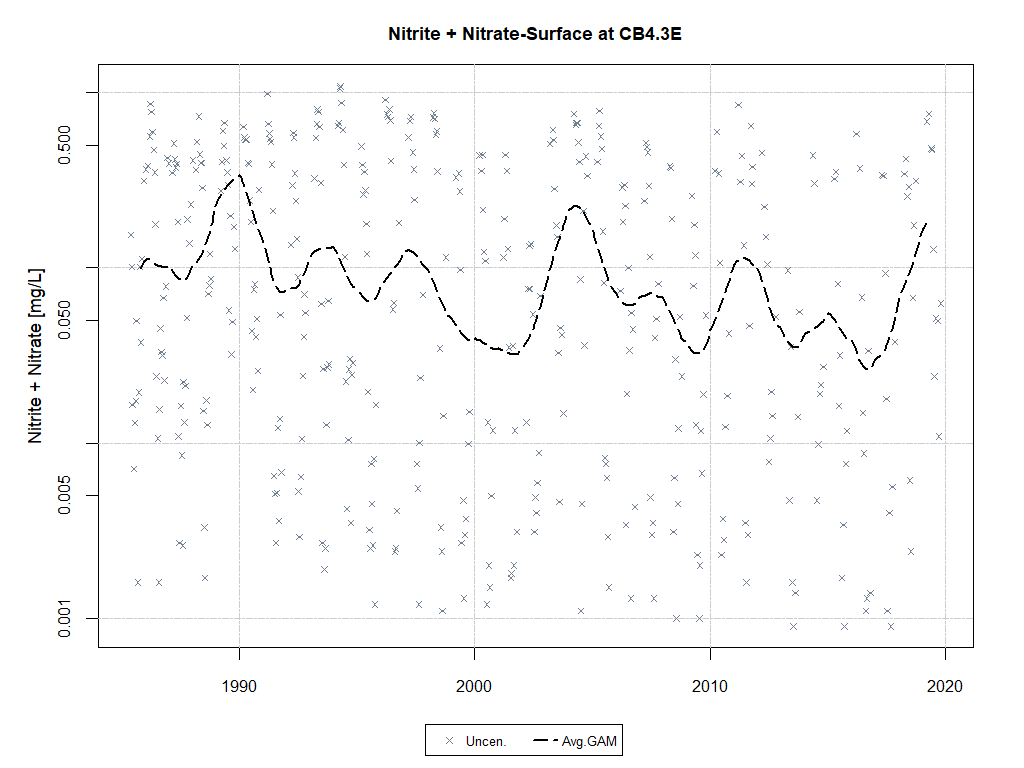 Nitrite + Nitrate-Surface at CB4.3E
Nitrite + Nitrate [mg/L]
0.500
0.050
0.005
0.001
1990 2000 2010 2020
Uncen. Avg.GAM